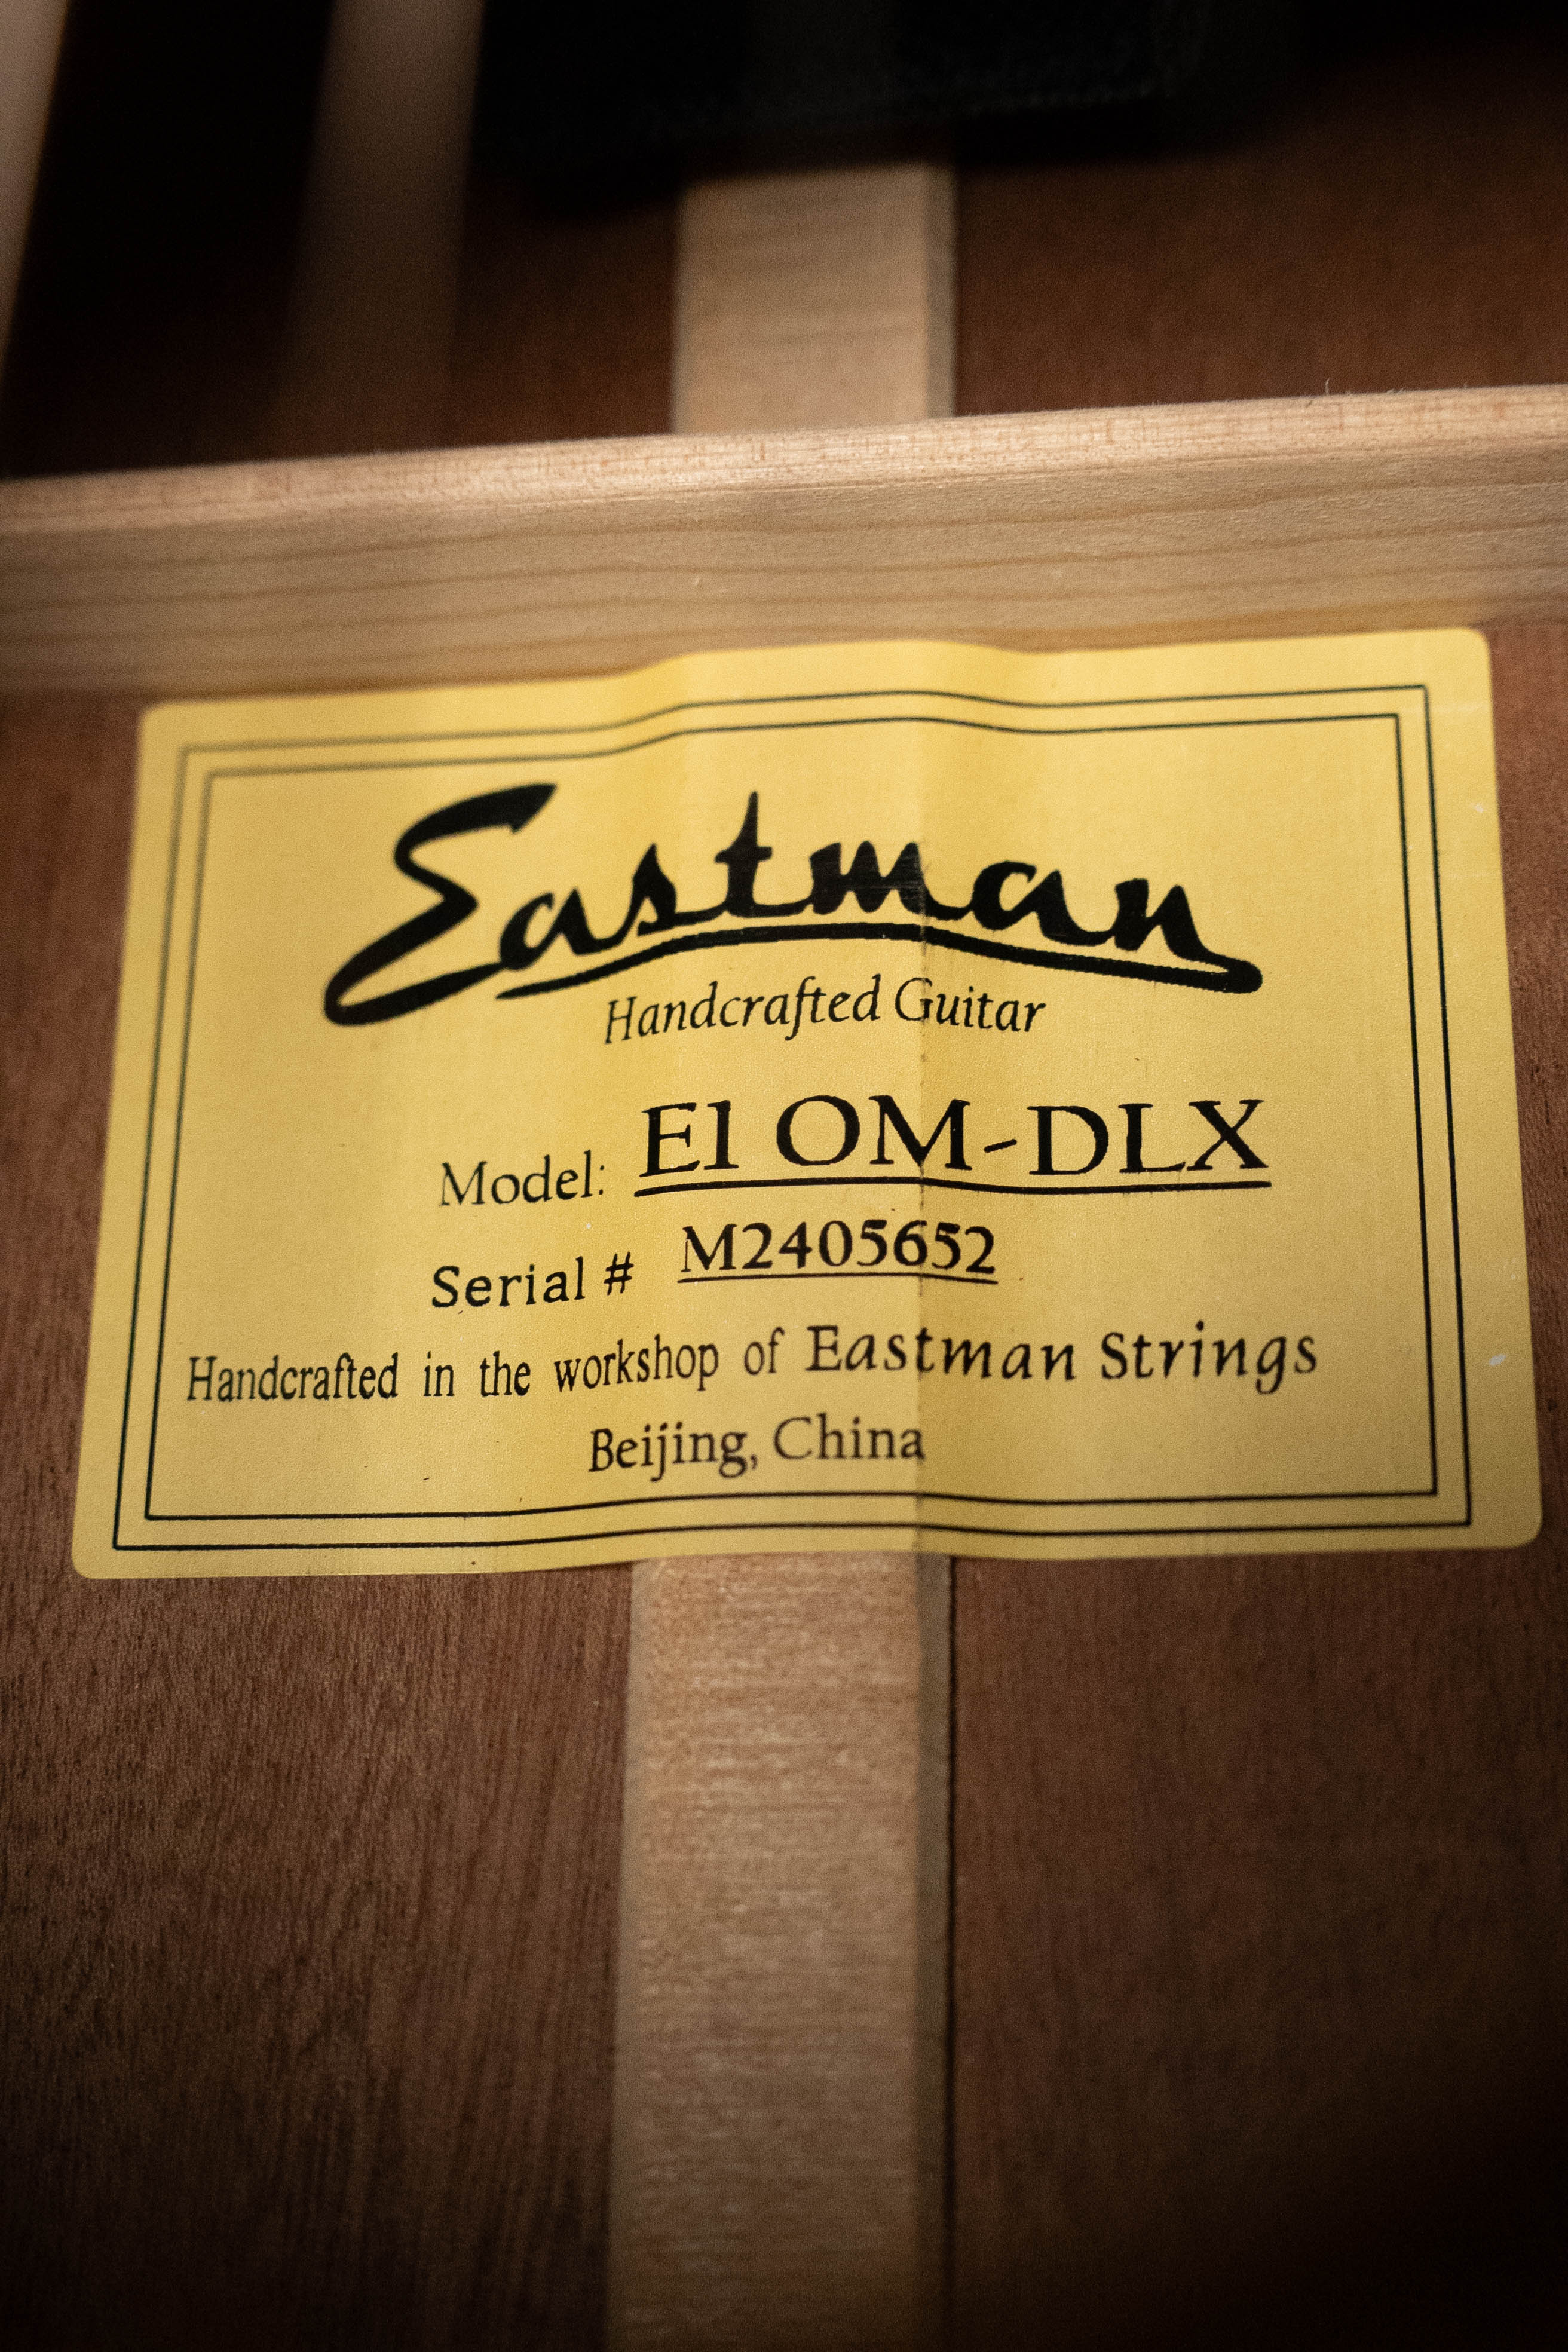 Eastman
Handcrafted Guitar
Model: E1 OM-DLX
Serial # M2405652
Handcrafted in the workshop of Eastman Strings
Beijing, China